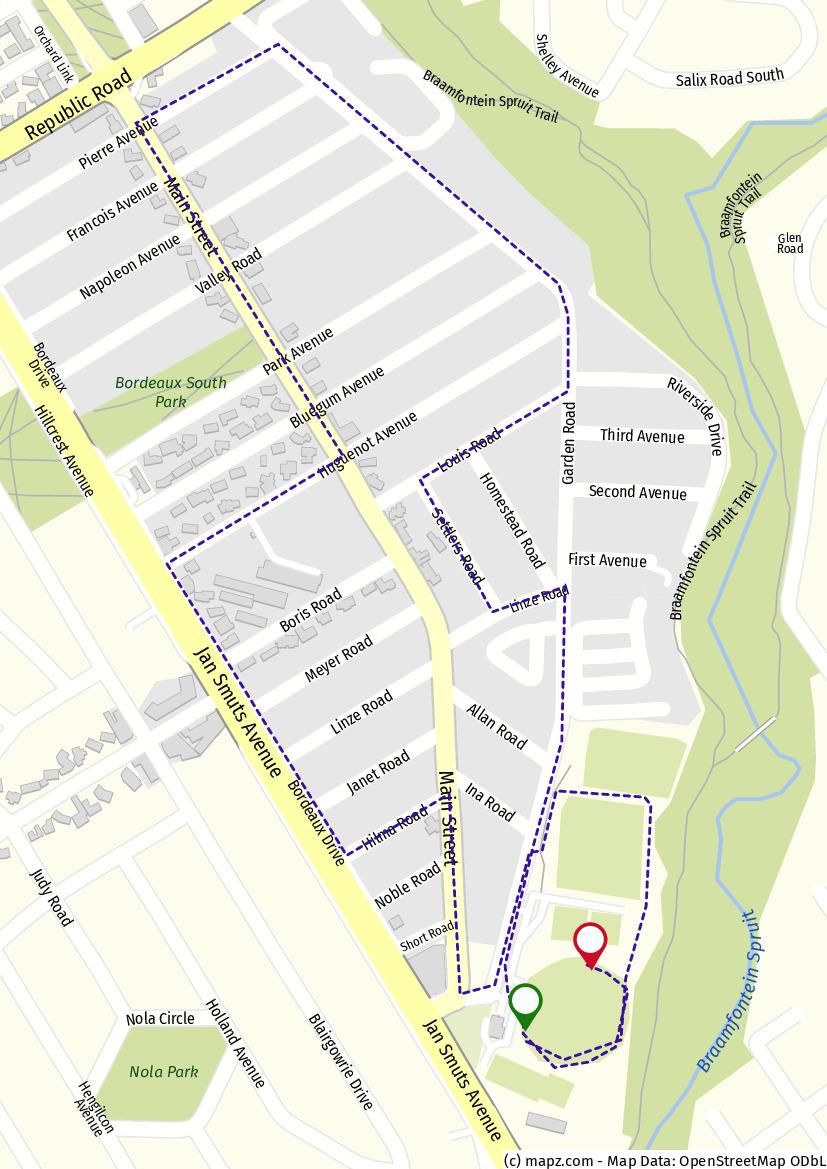 Orchard Link
Republic Road
Shelley Avenue
Salix Road South
Braamfontein Spruit Trail
Pierre Avenue
Francois Avenue
Main Street
Napoleon Avenue
Valley Road
Braamfontein
Spruit Trail
Glen
Road
Bordeaux
Drive
Park Avenue
Bordeaux South
Park
Bluegum Avenue
Riverside Drive
Hillcrest Avenue
Huguenot Avenue
Louis Road
Garden Road
Third Avenue
Homestead Road
Second Avenue
Settlers Road
First Avenue
Braamfontein Spruit Trail
Boris Road
Linze Road
Meyer Road
Jan Smuts Avenue
Linze Road
Allan Road
Janet Road
Main Street
Ina Road
Bordeaux Drive
Hilma Road
Judy Road
Noble Road
Short Road
Braamfontein Spruit
Nola Circle
Holland Avenue
Blairgowrie Drive
Jan Smuts Avenue
Nola Park
Hengilcon
Avenue
(c) mapz.com - Map Data: OpenStreetMap ODbL